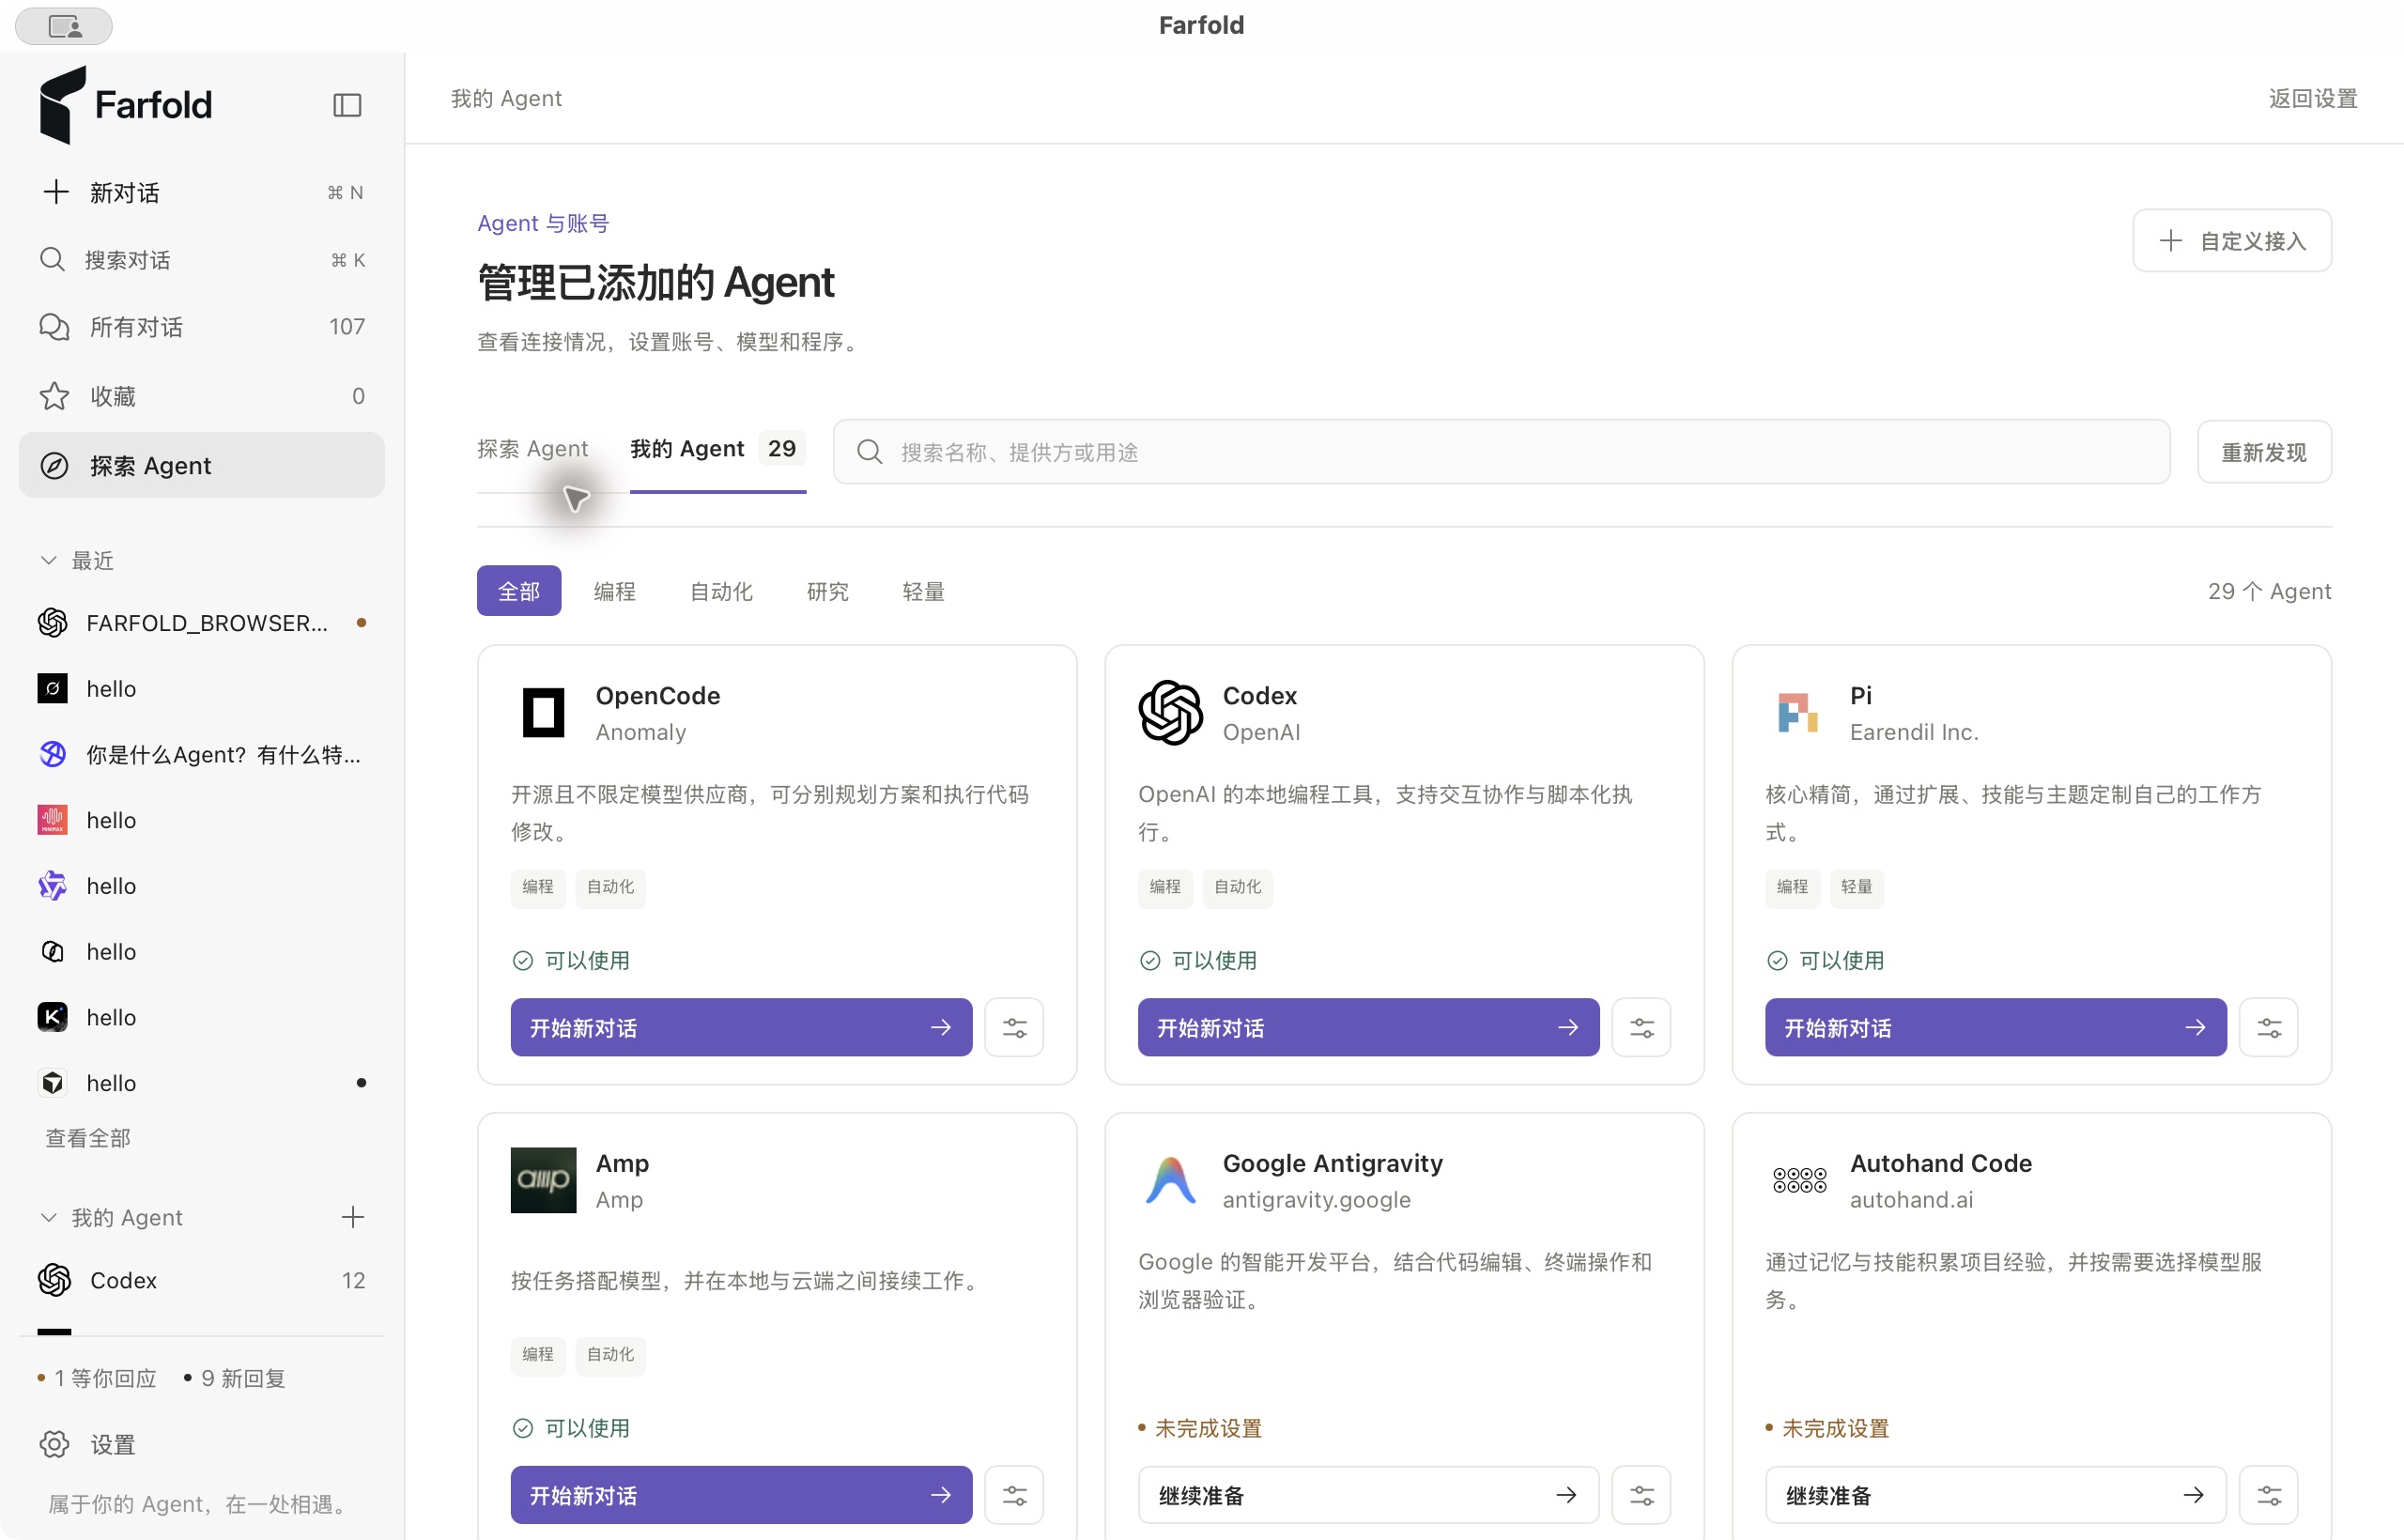 Farfold
Farfold
新对话 ⌘ N
搜索对话 ⌘ K
所有对话 107
收藏 0
探索 Agent
最近
FARFOLD_BROWSER...
hello
你是什么Agent？有什么特...
hello
hello
hello
hello
hello
查看全部
我的 Agent
Codex 12
1 等你回应 9 新回复
设置
属于你的 Agent，在一处相遇。
我的 Agent
返回设置
Agent 与账号
管理已添加的 Agent
查看连接情况，设置账号、模型和程序。
自定义接入
探索 Agent
我的 Agent 29
搜索名称、提供方或用途
重新发现
全部 编程 自动化 研究 轻量
29 个 Agent
OpenCode
Anomaly
开源且不限定模型供应商，可分别规划方案和执行代码
修改。
编程 自动化
可以使用
开始新对话
Codex
OpenAI
OpenAI 的本地编程工具，支持交互协作与脚本化执
行。
编程 自动化
可以使用
开始新对话
Pi
Earendil Inc.
核心精简，通过扩展、技能与主题定制自己的工作方
式。
编程 轻量
可以使用
开始新对话
amp
Amp
Amp
按任务搭配模型，并在本地与云端之间接续工作。
编程 自动化
可以使用
开始新对话
Google Antigravity
antigravity.google
Google 的智能开发平台，结合代码编辑、终端操作和
浏览器验证。
未完成设置
继续准备
Autohand Code
autohand.ai
通过记忆与技能积累项目经验，并按需要选择模型服
务。
未完成设置
继续准备